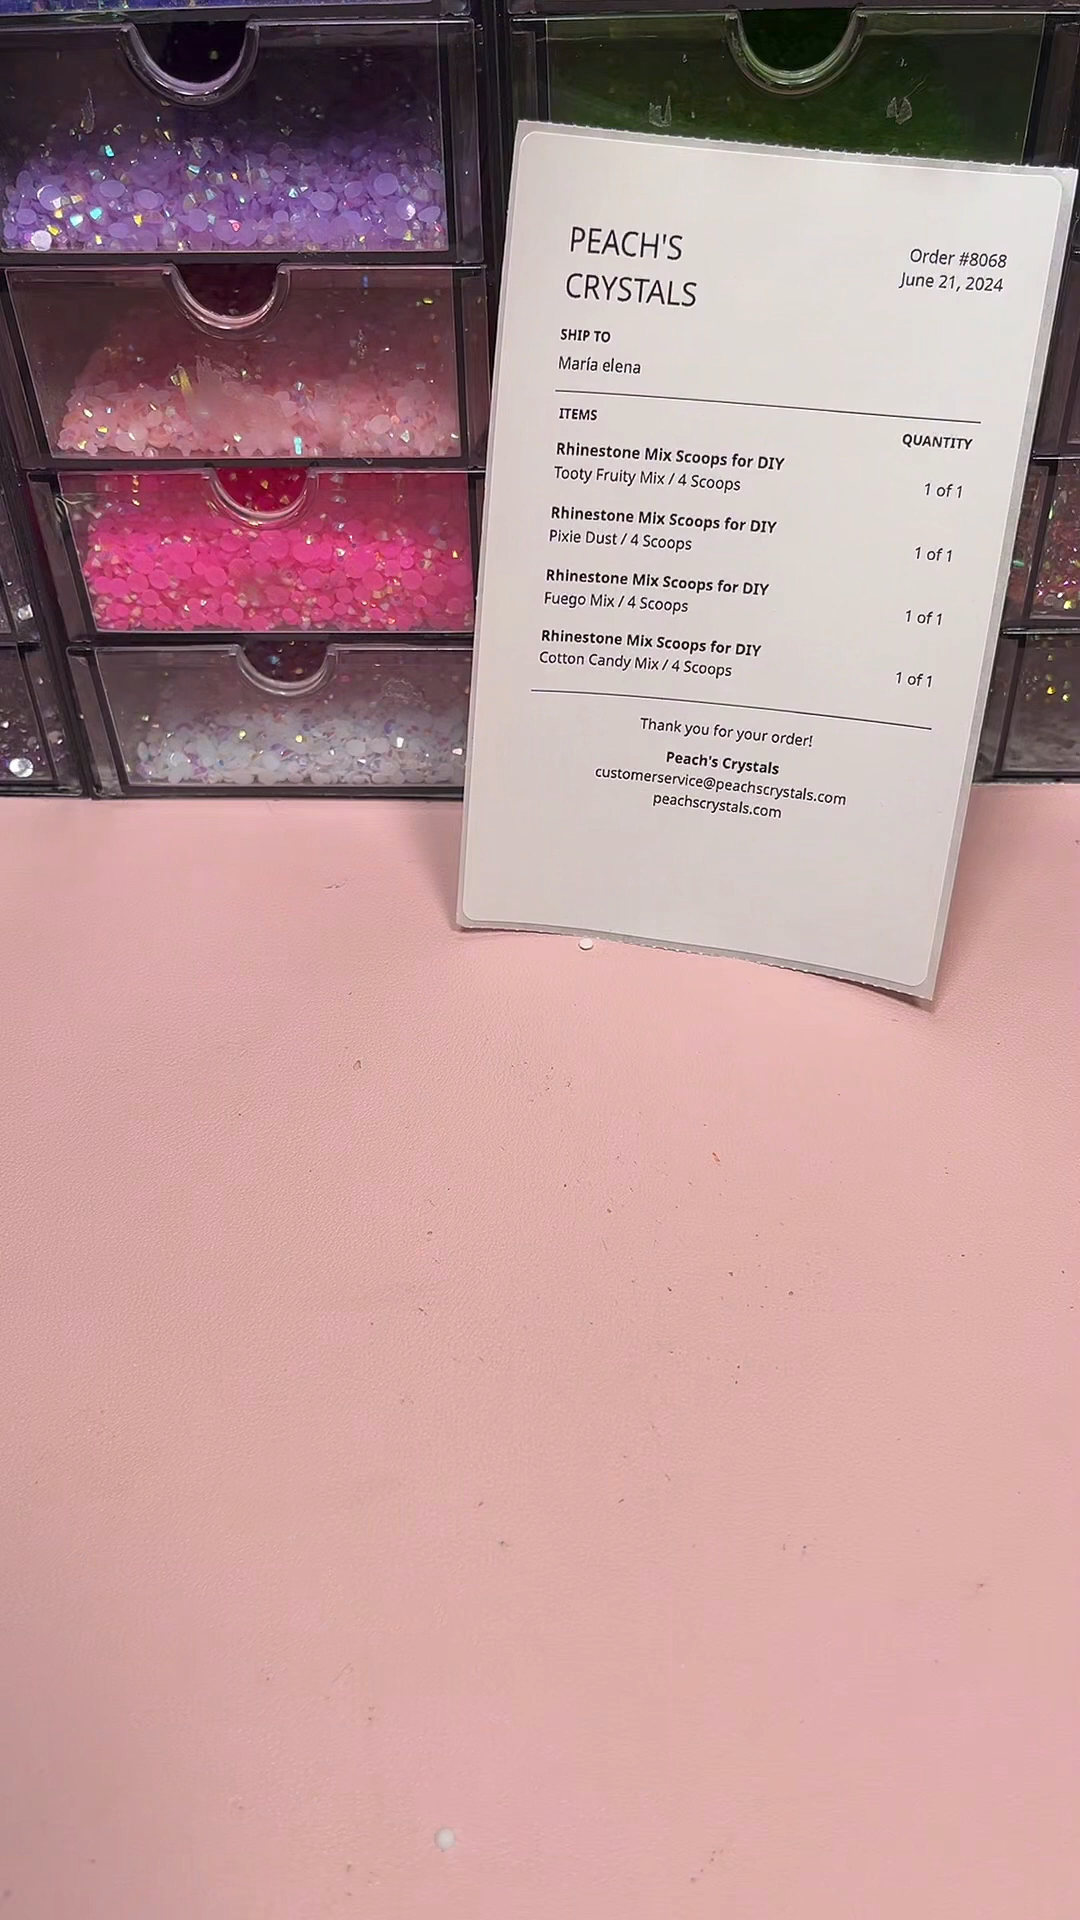 PEACH'S
CRYSTALS
Order #8068
June 21, 2024
SHIP TO
María elena
ITEMS
QUANTITY
Rhinestone Mix Scoops for DIY
Tooty Fruity Mix / 4 Scoops
1 of 1
Rhinestone Mix Scoops for DIY
Pixie Dust / 4 Scoops
1 of 1
Rhinestone Mix Scoops for DIY
Fuego Mix / 4 Scoops
1 of 1
Rhinestone Mix Scoops for DIY
Cotton Candy Mix / 4 Scoops
1 of 1
Thank you for your order!
Peach's Crystals
customerservice@peachscrystals.com
peachscrystals.com